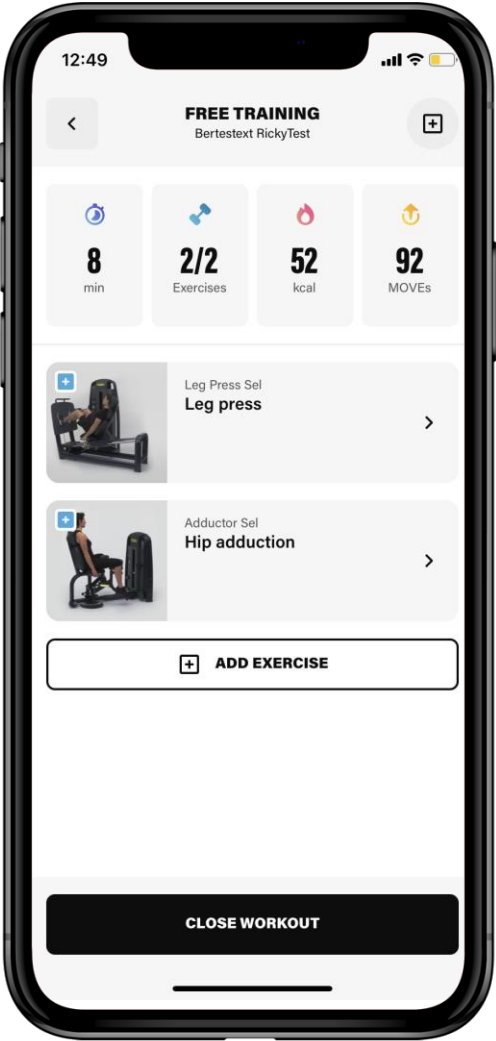 12:49
FREE TRAINING
Bertestext RickyTest
8
min
2/2
Exercises
52
kcal
92
MOVEs
Leg Press Sel
Leg press
Adductor Sel
Hip adduction
ADD EXERCISE
CLOSE WORKOUT